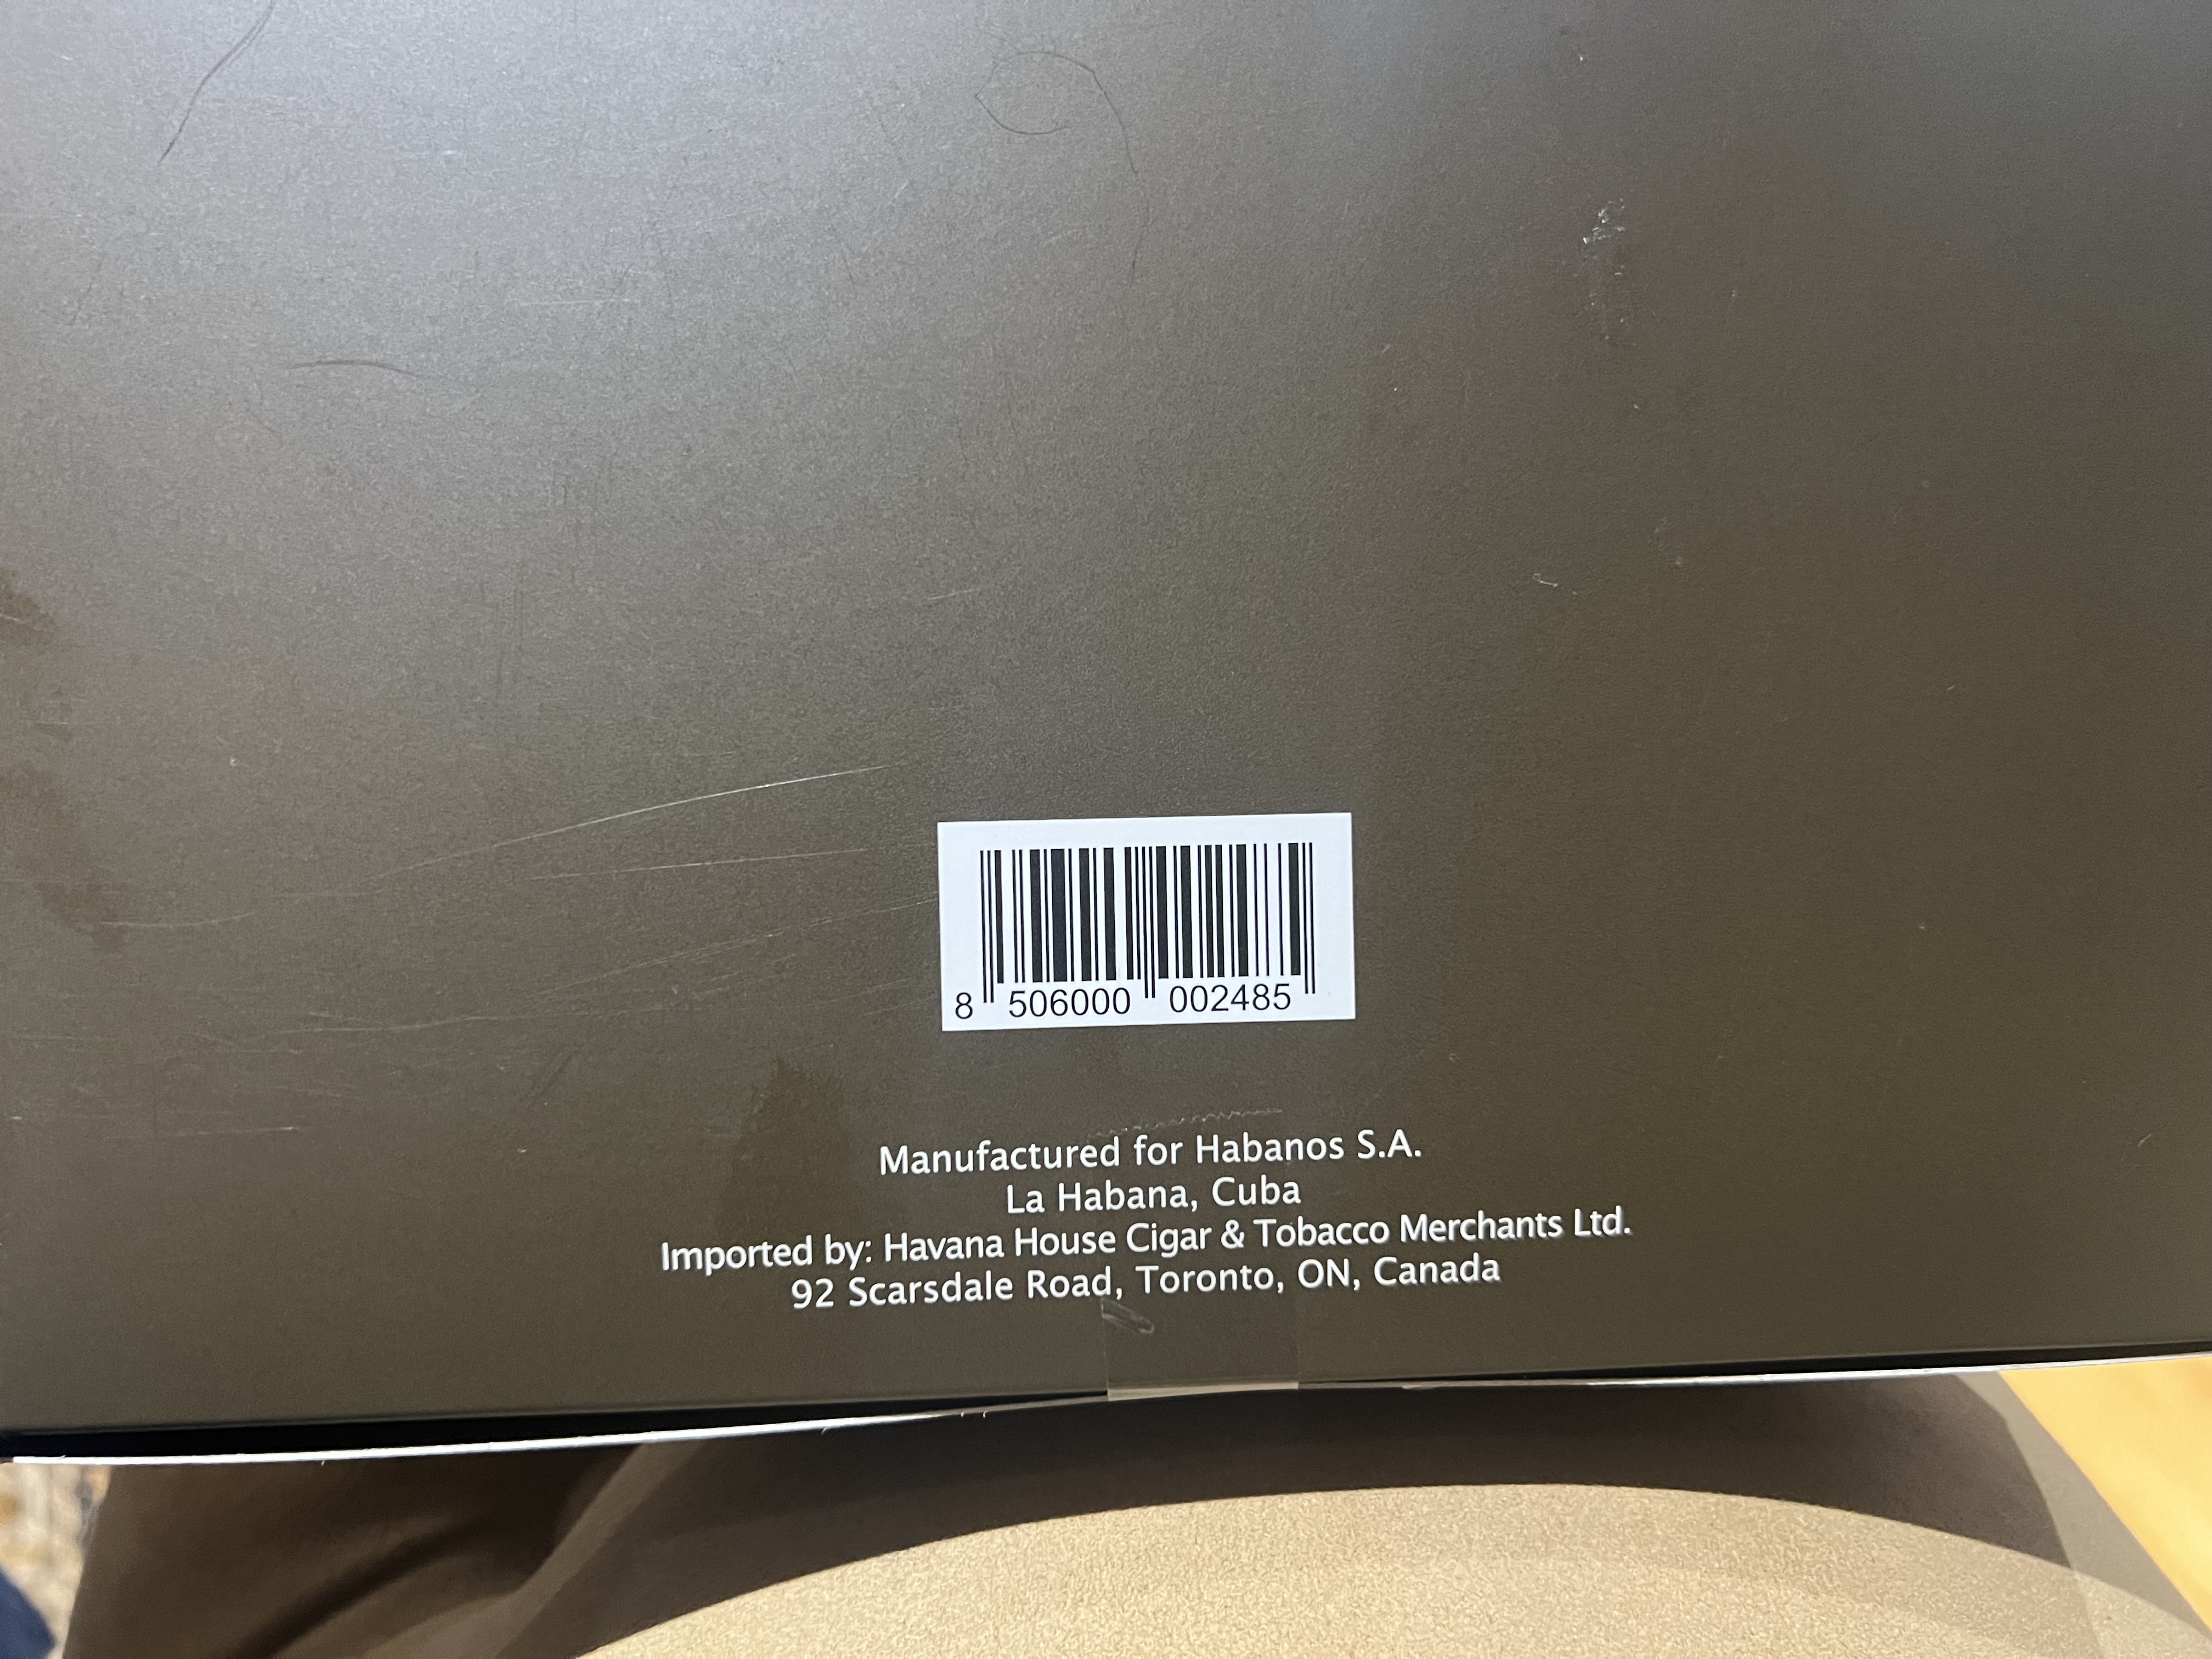 8 506000 002485
Manufactured for Habanos S.A.
La Habana, Cuba
Imported by: Havana House Cigar & Tobacco Merchants Ltd.
92 Scarsdale Road, Toronto, ON, Canada